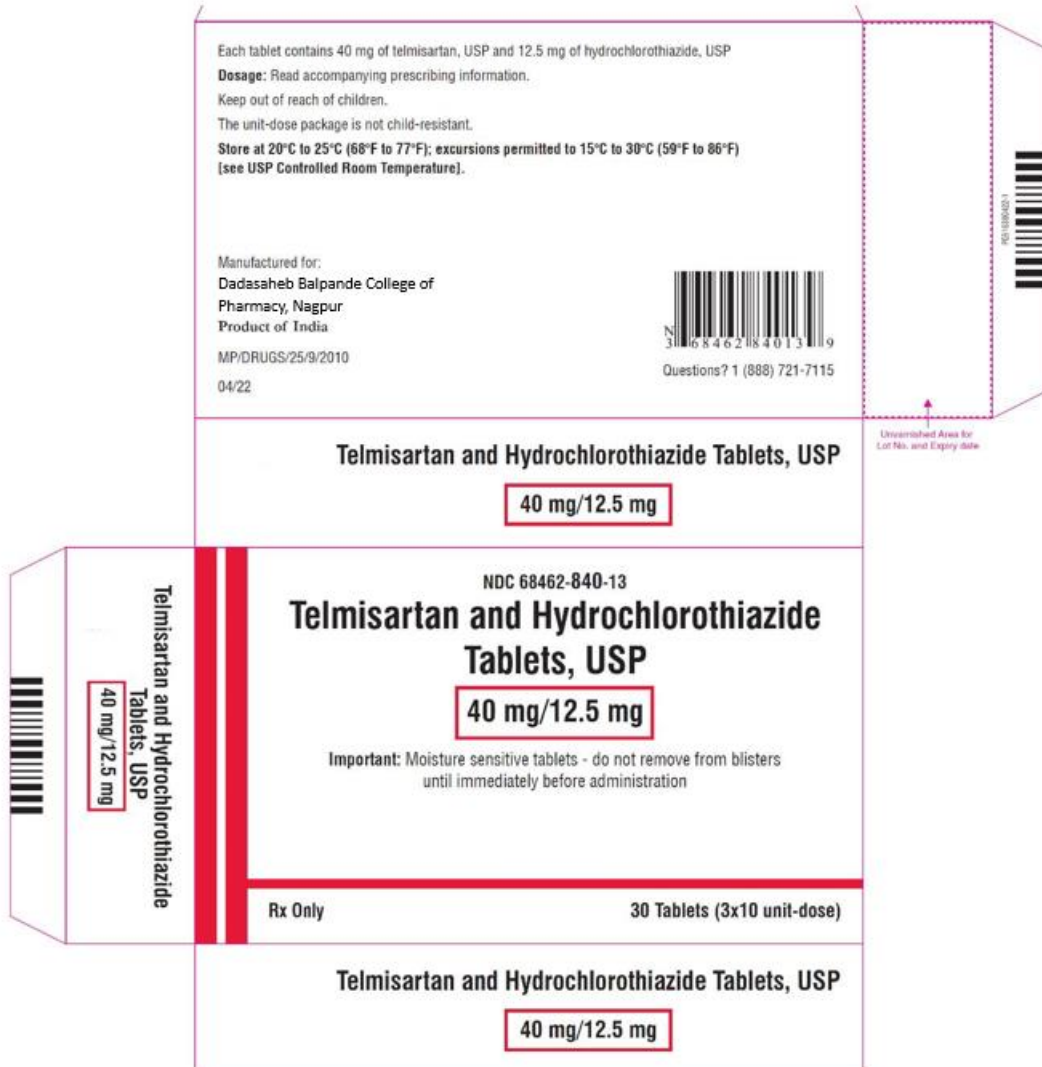 Each tablet contains 40 mg of telmisartan, USP and 12.5 mg of hydrochlorothiazide, USP
Dosage: Read accompanying prescribing information.
Keep out of reach of children.
The unit-dose package is not child-resistant.
Store at 20°C to 25°C (68°F to 77°F); excursions permitted to 15°C to 30°C (59°F to 86°F)
[see USP Controlled Room Temperature].
Manufactured for:
Dadasaheb Balpande College of
Pharmacy, Nagpur
Product of India
MP/DRUGS/25/9/2010
04/22
N
3 68462 84013 9
Questions? 1 (888) 721-7115
Unvarnished Area for
Lot No. and Expiry date
Telmisartan and Hydrochlorothiazide Tablets, USP
40 mg/12.5 mg
Telmisartan and Hydrochlorothiazide
Tablets, USP
40 mg/12.5 mg
NDC 68462-840-13
Telmisartan and Hydrochlorothiazide
Tablets, USP
40 mg/12.5 mg
Important: Moisture sensitive tablets - do not remove from blisters
until immediately before administration
Rx Only
30 Tablets (3x10 unit-dose)
Telmisartan and Hydrochlorothiazide Tablets, USP
40 mg/12.5 mg